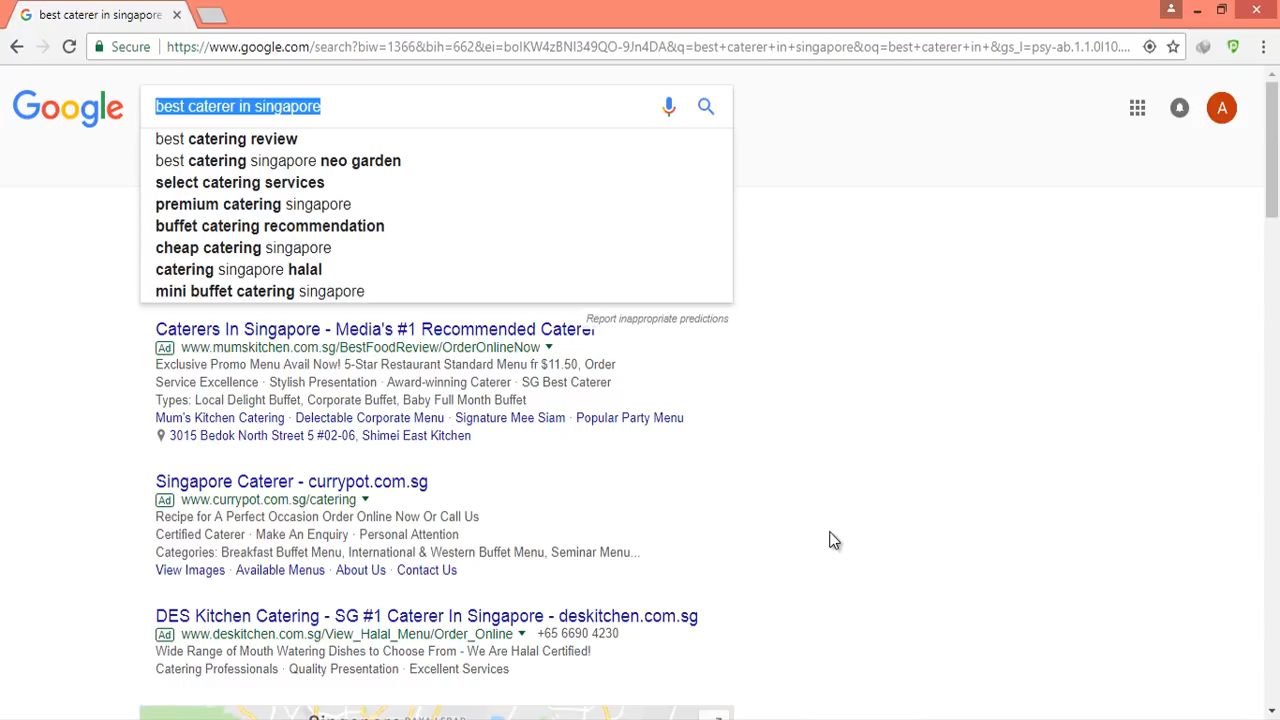 best caterer in singapore
Secure https://www.google.com/search?biw=1366&bih=662&ei=boIKW4zBNI349QO-9Jn4DA&q=best+caterer+in+singapore&oq=best+caterer+in+&gs_l=psy-ab.1.1.0l10....
Google
best caterer in singapore
A
best catering review
best catering singapore neo garden
select catering services
premium catering singapore
buffet catering recommendation
cheap catering singapore
catering singapore halal
mini buffet catering singapore
Report inappropriate predictions
Caterers In Singapore - Media's #1 Recommended Caterer
Ad www.mumskitchen.com.sg/BestFoodReview/OrderOnlineNow
Exclusive Promo Menu Avail Now! 5-Star Restaurant Standard Menu fr $11.50, Order
Service Excellence · Stylish Presentation · Award-winning Caterer · SG Best Caterer
Types: Local Delight Buffet, Corporate Buffet, Baby Full Month Buffet
Mum's Kitchen Catering · Delectable Corporate Menu · Signature Mee Siam · Popular Party Menu
3015 Bedok North Street 5 #02-06, Shimei East Kitchen
Singapore Caterer - currypot.com.sg
Ad www.currypot.com.sg/catering
Recipe for A Perfect Occasion Order Online Now Or Call Us
Certified Caterer · Make An Enquiry · Personal Attention
Categories: Breakfast Buffet Menu, International & Western Buffet Menu, Seminar Menu...
View Images · Available Menus · About Us · Contact Us
DES Kitchen Catering - SG #1 Caterer In Singapore - deskitchen.com.sg
Ad www.deskitchen.com.sg/View_Halal_Menu/Order_Online +65 6690 4230
Wide Range of Mouth Watering Dishes to Choose From - We Are Halal Certified!
Catering Professionals · Quality Presentation · Excellent Services